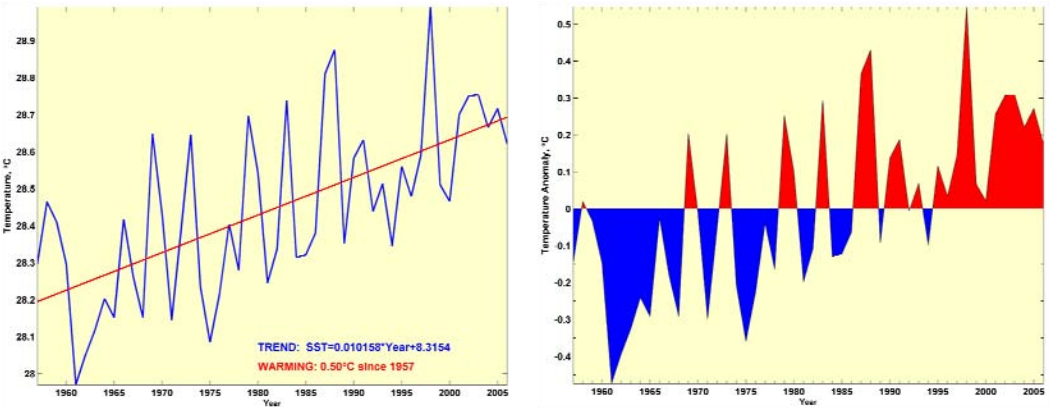 28.9
28.8
28.7
28.6
28.5
28.4
28.3
28.2
28.1
28
Temperature, °C
TREND: SST=0.010158*Year+8.3154
WARMING: 0.50°C since 1957
1960 1965 1970 1975 1980 1985 1990 1995 2000 2005
Year
0.5
0.4
0.3
0.2
0.1
0
-0.1
-0.2
-0.3
-0.4
Temperature Anomaly, °C
1960 1965 1970 1975 1980 1985 1990 1995 2000 2005
Year